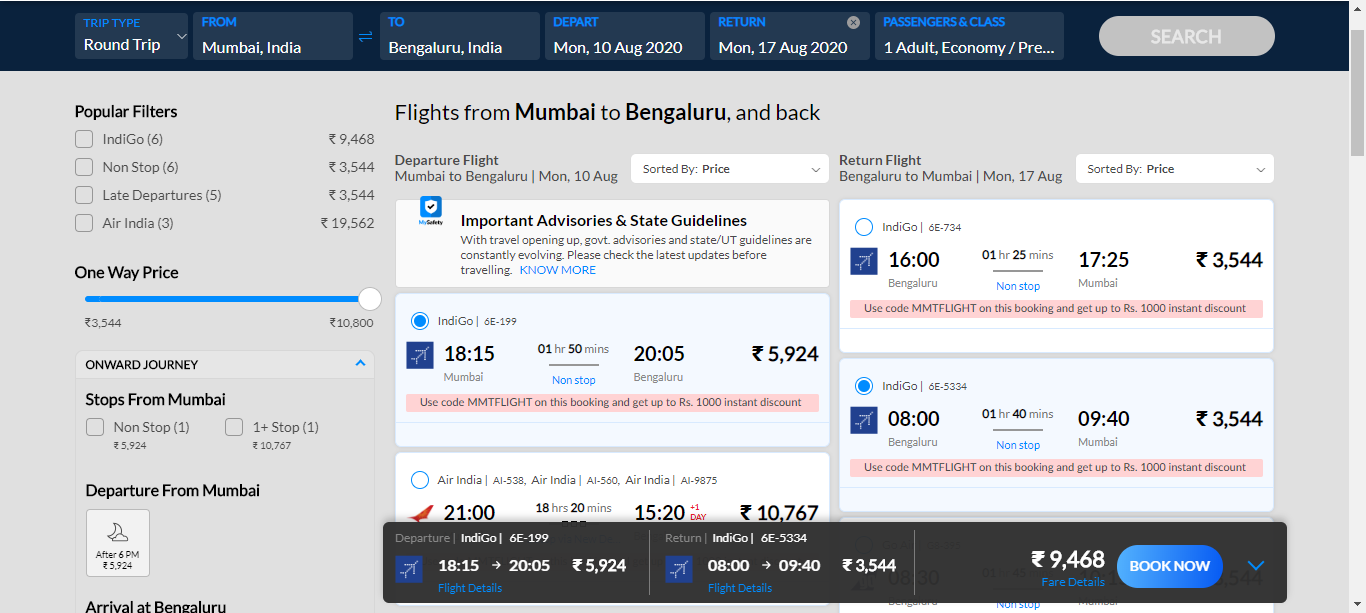 TRIP TYPE
Round Trip
FROM
Mumbai, India
TO
Bengaluru, India
DEPART
Mon, 10 Aug 2020
RETURN
Mon, 17 Aug 2020
PASSENGERS & CLASS
1 Adult, Economy / Pre...
SEARCH
Popular Filters
IndiGo (6) ₹ 9,468
Non Stop (6) ₹ 3,544
Late Departures (5) ₹ 3,544
Air India (3) ₹ 19,562
One Way Price
₹3,544 ₹10,800
ONWARD JOURNEY
Stops From Mumbai
Non Stop (1) 1+ Stop (1)
₹ 5,924 ₹ 10,767
Departure From Mumbai
After 6 PM
₹ 5,924
Arrival at Bengaluru
Flights from Mumbai to Bengaluru, and back
Departure Flight
Mumbai to Bengaluru | Mon, 10 Aug
Sorted By: Price
MySafety
Important Advisories & State Guidelines
With travel opening up, govt. advisories and state/UT guidelines are
constantly evolving. Please check the latest updates before
travelling. KNOW MORE
IndiGo | 6E-199
18:15 01 hr 50 mins 20:05 ₹ 5,924
Mumbai Non stop Bengaluru
Use code MMTFLIGHT on this booking and get up to Rs. 1000 instant discount
Air India | AI-538, Air India | AI-560, Air India | AI-9875
21:00 18 hrs 20 mins 15:20 +1 DAY ₹ 10,767
Return Flight
Bengaluru to Mumbai | Mon, 17 Aug
Sorted By: Price
IndiGo | 6E-734
16:00 01 hr 25 mins 17:25 ₹ 3,544
Bengaluru Non stop Mumbai
Use code MMTFLIGHT on this booking and get up to Rs. 1000 instant discount
IndiGo | 6E-5334
08:00 01 hr 40 mins 09:40 ₹ 3,544
Bengaluru Non stop Mumbai
Use code MMTFLIGHT on this booking and get up to Rs. 1000 instant discount
Departure | IndiGo | 6E-199
18:15 → 20:05 ₹ 5,924
Flight Details
Return | IndiGo | 6E-5334
08:00 → 09:40 ₹ 3,544
Flight Details
₹ 9,468
Fare Details
BOOK NOW
Non stop